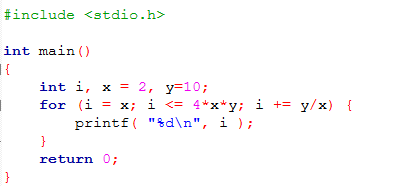 #include <stdio.h>
int main()
{
    int i, x = 2, y=10;
    for (i = x; i <= 4*x*y; i += y/x) {
        printf( "%d\n", i );
    }
    return 0;
}